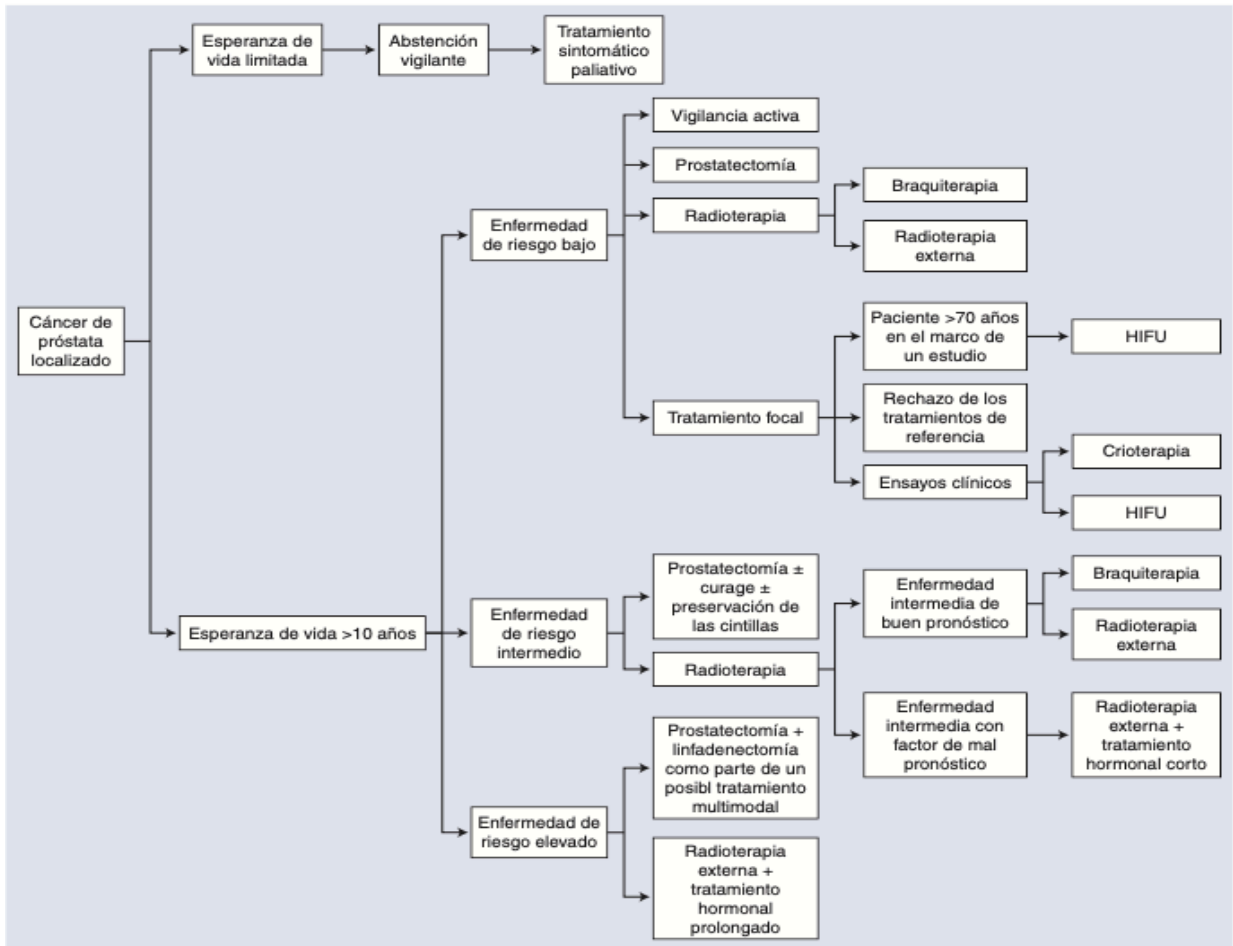 Esperanza de
vida limitada
Abstención
vigilante
Tratamiento
sintomático
paliativo
Cáncer de
próstata
localizado
Esperanza de vida >10 años
Enfermedad
de riesgo bajo
Vigilancia activa
Prostatectomía
Radioterapia
Braquiterapia
Radioterapia
externa
Tratamiento focal
Paciente >70 años
en el marco de
un estudio
HIFU
Rechazo de los
tratamientos de
referencia
Ensayos clínicos
Crioterapia
HIFU
Enfermedad
de riesgo
intermedio
Prostatectomía ±
curage ±
preservación de
las cintillas
Radioterapia
Enfermedad
intermedia de
buen pronóstico
Braquiterapia
Radioterapia
externa
Enfermedad
intermedia con
factor de mal
pronóstico
Radioterapia
externa +
tratamiento
hormonal corto
Enfermedad de
riesgo elevado
Prostatectomía +
linfadenectomía
como parte de un
posibl tratamiento
multimodal
Radioterapia
externa +
tratamiento
hormonal
prolongado